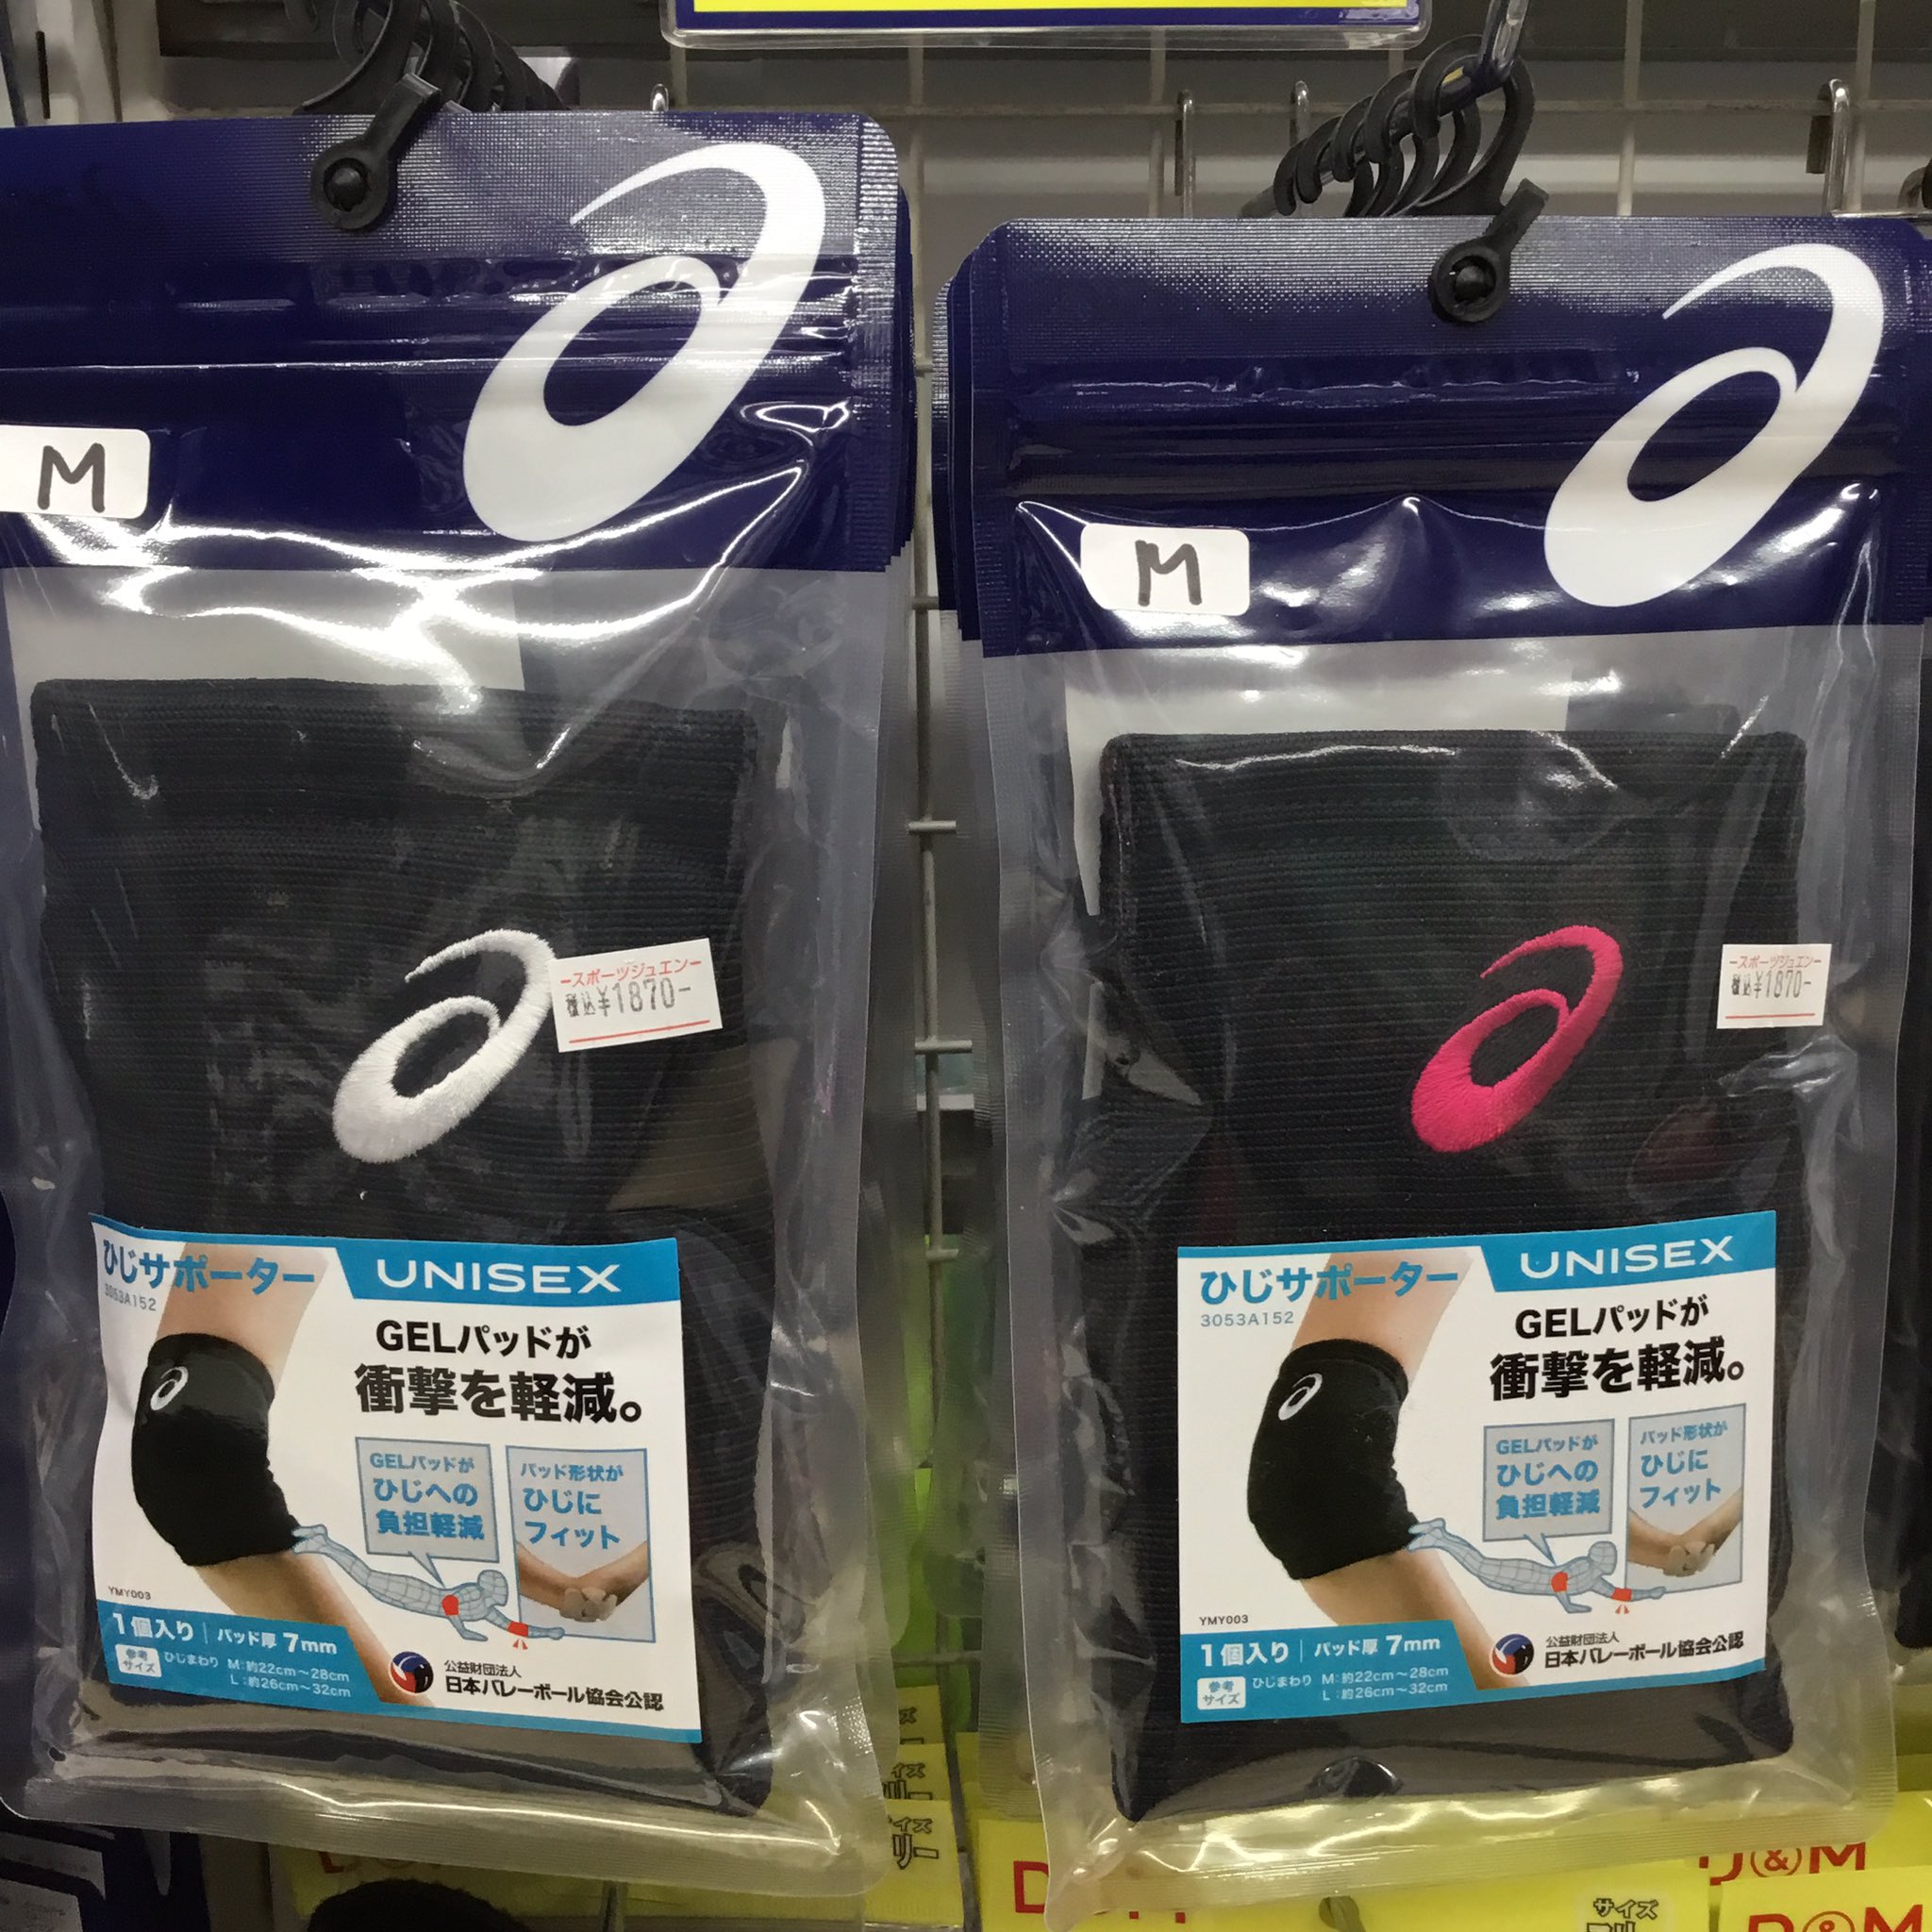 M
－スポーツジュエン－
税込¥1870-
ひじサポーター
3053A152
UNISEX
GELパッドが
衝撃を軽減。
GELパッドが
ひじへの
負担軽減
パッド形状が
ひじに
フィット
YMY003
1個入り｜パッド厚 7mm
参考
サイズ
ひじまわり M:約22cm〜28cm
L:約26cm〜32cm
公益財団法人
日本バレーボール協会公認
M
－スポーツジュエン－
税込¥1870-
ひじサポーター
3053A152
UNISEX
GELパッドが
衝撃を軽減。
GELパッドが
ひじへの
負担軽減
パッド形状が
ひじに
フィット
YMY003
1個入り｜パッド厚 7mm
参考
サイズ
ひじまわり M:約22cm〜28cm
L:約26cm〜32cm
公益財団法人
日本バレーボール協会公認
&M
サイズ
D&M